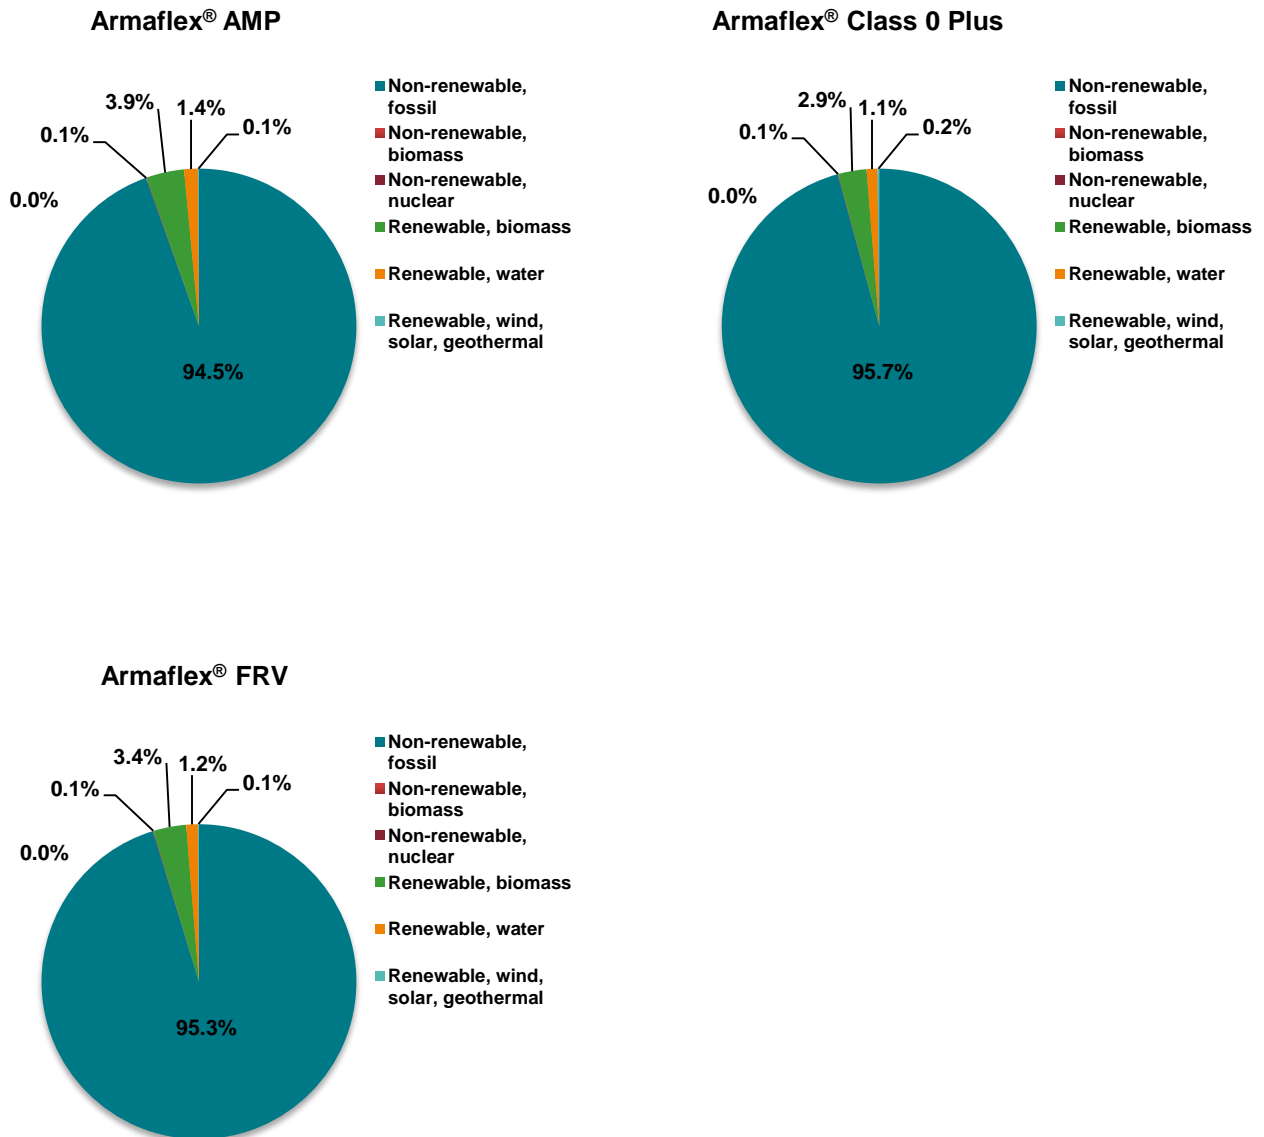 Armaflex® AMP
3.9%
1.4%
0.1%
0.1%
0.0%
94.5%
Non-renewable,
fossil
Non-renewable,
biomass
Non-renewable,
nuclear
Renewable, biomass
Renewable, water
Renewable, wind,
solar, geothermal
Armaflex® Class 0 Plus
2.9%
1.1%
0.1%
0.2%
0.0%
95.7%
Non-renewable,
fossil
Non-renewable,
biomass
Non-renewable,
nuclear
Renewable, biomass
Renewable, water
Renewable, wind,
solar, geothermal
Armaflex® FRV
3.4%
1.2%
0.1%
0.1%
0.0%
95.3%
Non-renewable,
fossil
Non-renewable,
biomass
Non-renewable,
nuclear
Renewable, biomass
Renewable, water
Renewable, wind,
solar, geothermal